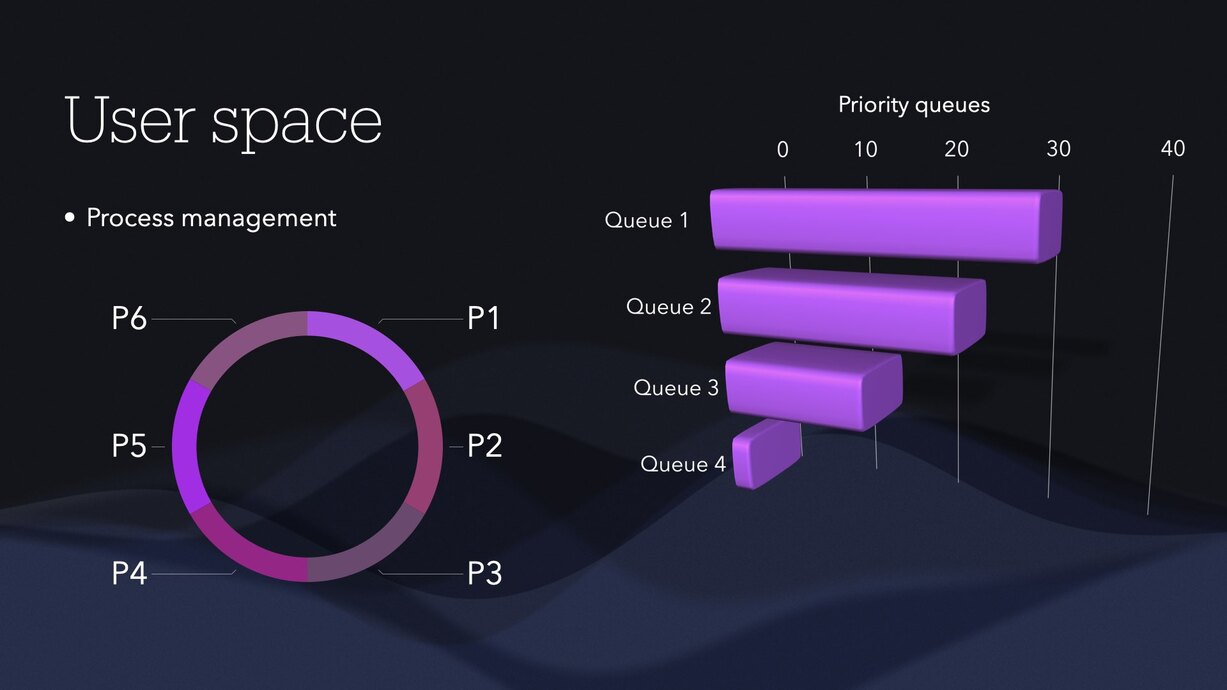 User space
• Process management
P6
P1
P5
P2
P4
P3
Priority queues
0 10 20 30 40
Queue 1
Queue 2
Queue 3
Queue 4